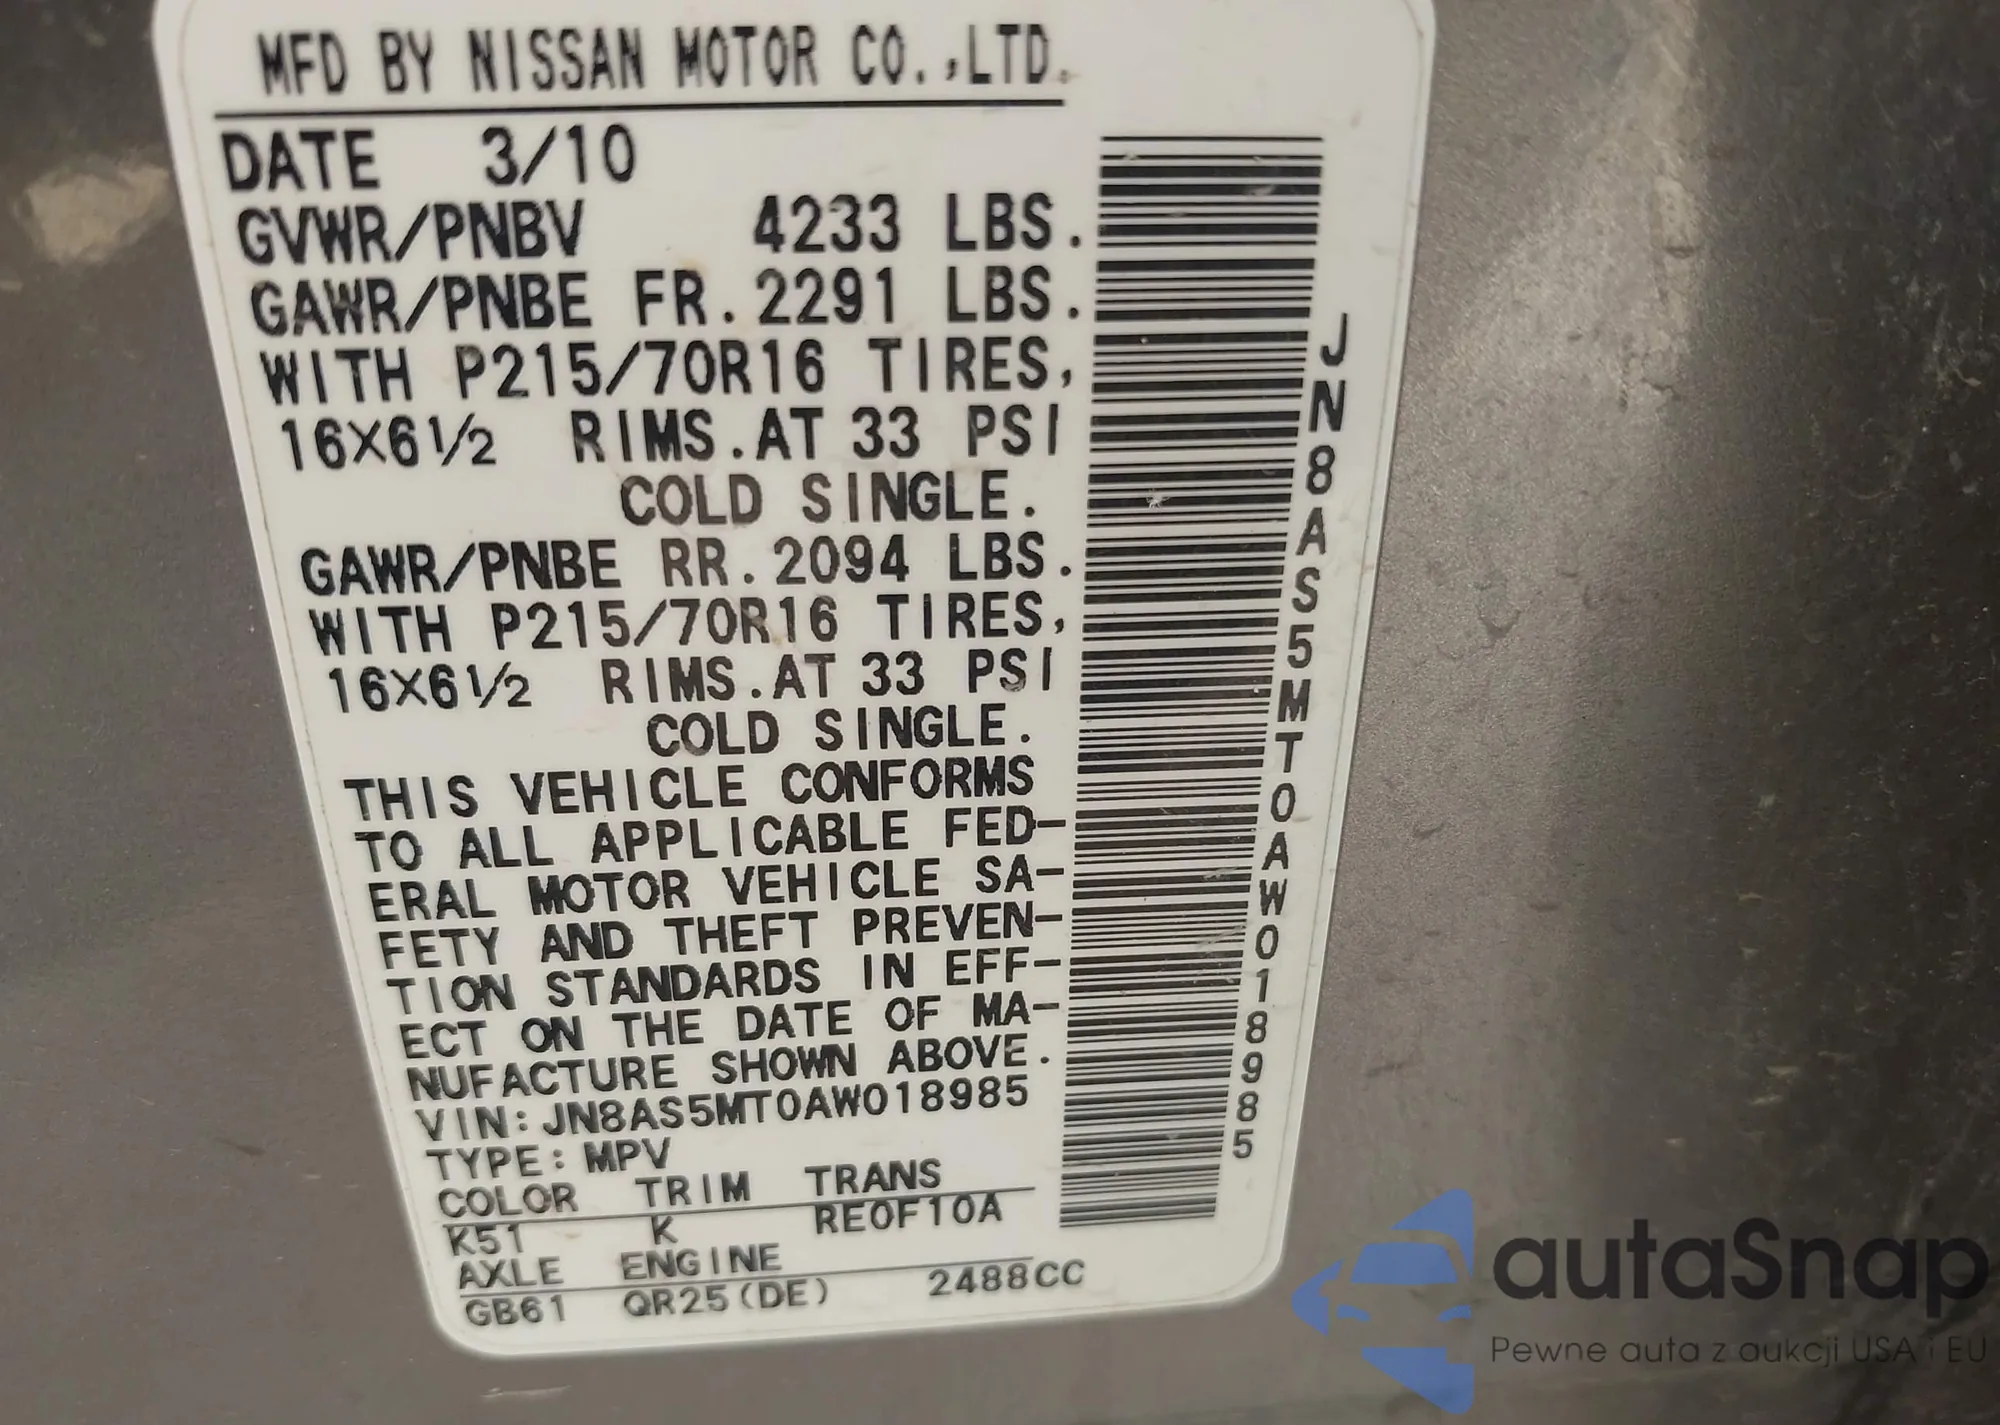 MFD BY NISSAN MOTOR CO.,LTD.
DATE 3/10
GVWR/PNBV 4233 LBS.
GAWR/PNBE FR.2291 LBS.
WITH P215/70R16 TIRES,
16X6½ RIMS.AT 33 PSI
COLD SINGLE.
GAWR/PNBE RR.2094 LBS.
WITH P215/70R16 TIRES,
16X6½ RIMS.AT 33 PSI
COLD SINGLE.
THIS VEHICLE CONFORMS
TO ALL APPLICABLE FED-
ERAL MOTOR VEHICLE SA-
FETY AND THEFT PREVEN-
TION STANDARDS IN EFF-
ECT ON THE DATE OF MA-
NUFACTURE SHOWN ABOVE.
VIN:JN8AS5MT0AW018985
TYPE:MPV
COLOR TRIM TRANS
K51 K RE0F10A
AXLE ENGINE
GB61 QR25(DE) 2488CC
JN8AS5MT0AW018985
autaSnap
Pewne auta z aukcji USA i EU